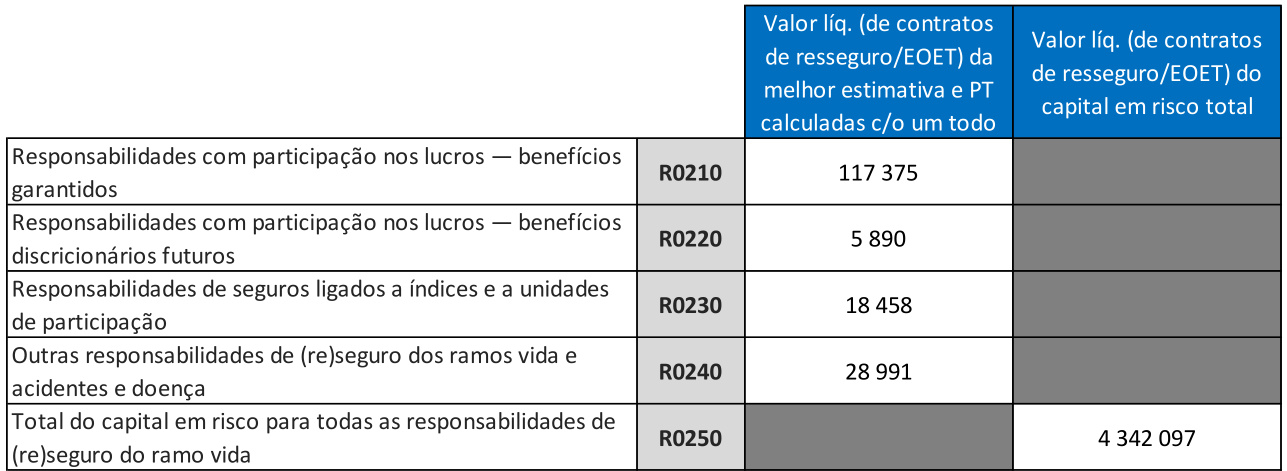 Valor líq. (de contratos
de resseguro/EOET) da
melhor estimativa e PT
calculadas c/o um todo
Valor líq. (de contratos
de resseguro/EOET) do
capital em risco total
Responsabilidades com participação nos lucros — benefícios
garantidos
R0210
117 375
Responsabilidades com participação nos lucros — benefícios
discricionários futuros
R0220
5 890
Responsabilidades de seguros ligados a índices e a unidades
de participação
R0230
18 458
Outras responsabilidades de (re)seguro dos ramos vida e
acidentes e doença
R0240
28 991
Total do capital em risco para todas as responsabilidades de
(re)seguro do ramo vida
R0250
4 342 097